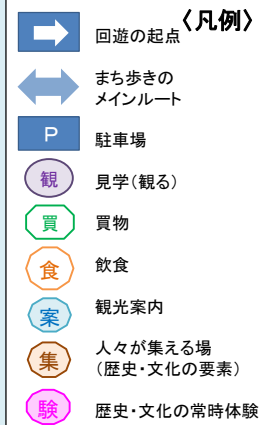 〈凡例〉
回遊の起点
まち歩きの
メインルート
P 駐車場
観 見学(観る)
買 買物
食 飲食
案 観光案内
集 人々が集える場
(歴史・文化の要素)
験 歴史・文化の常時体験